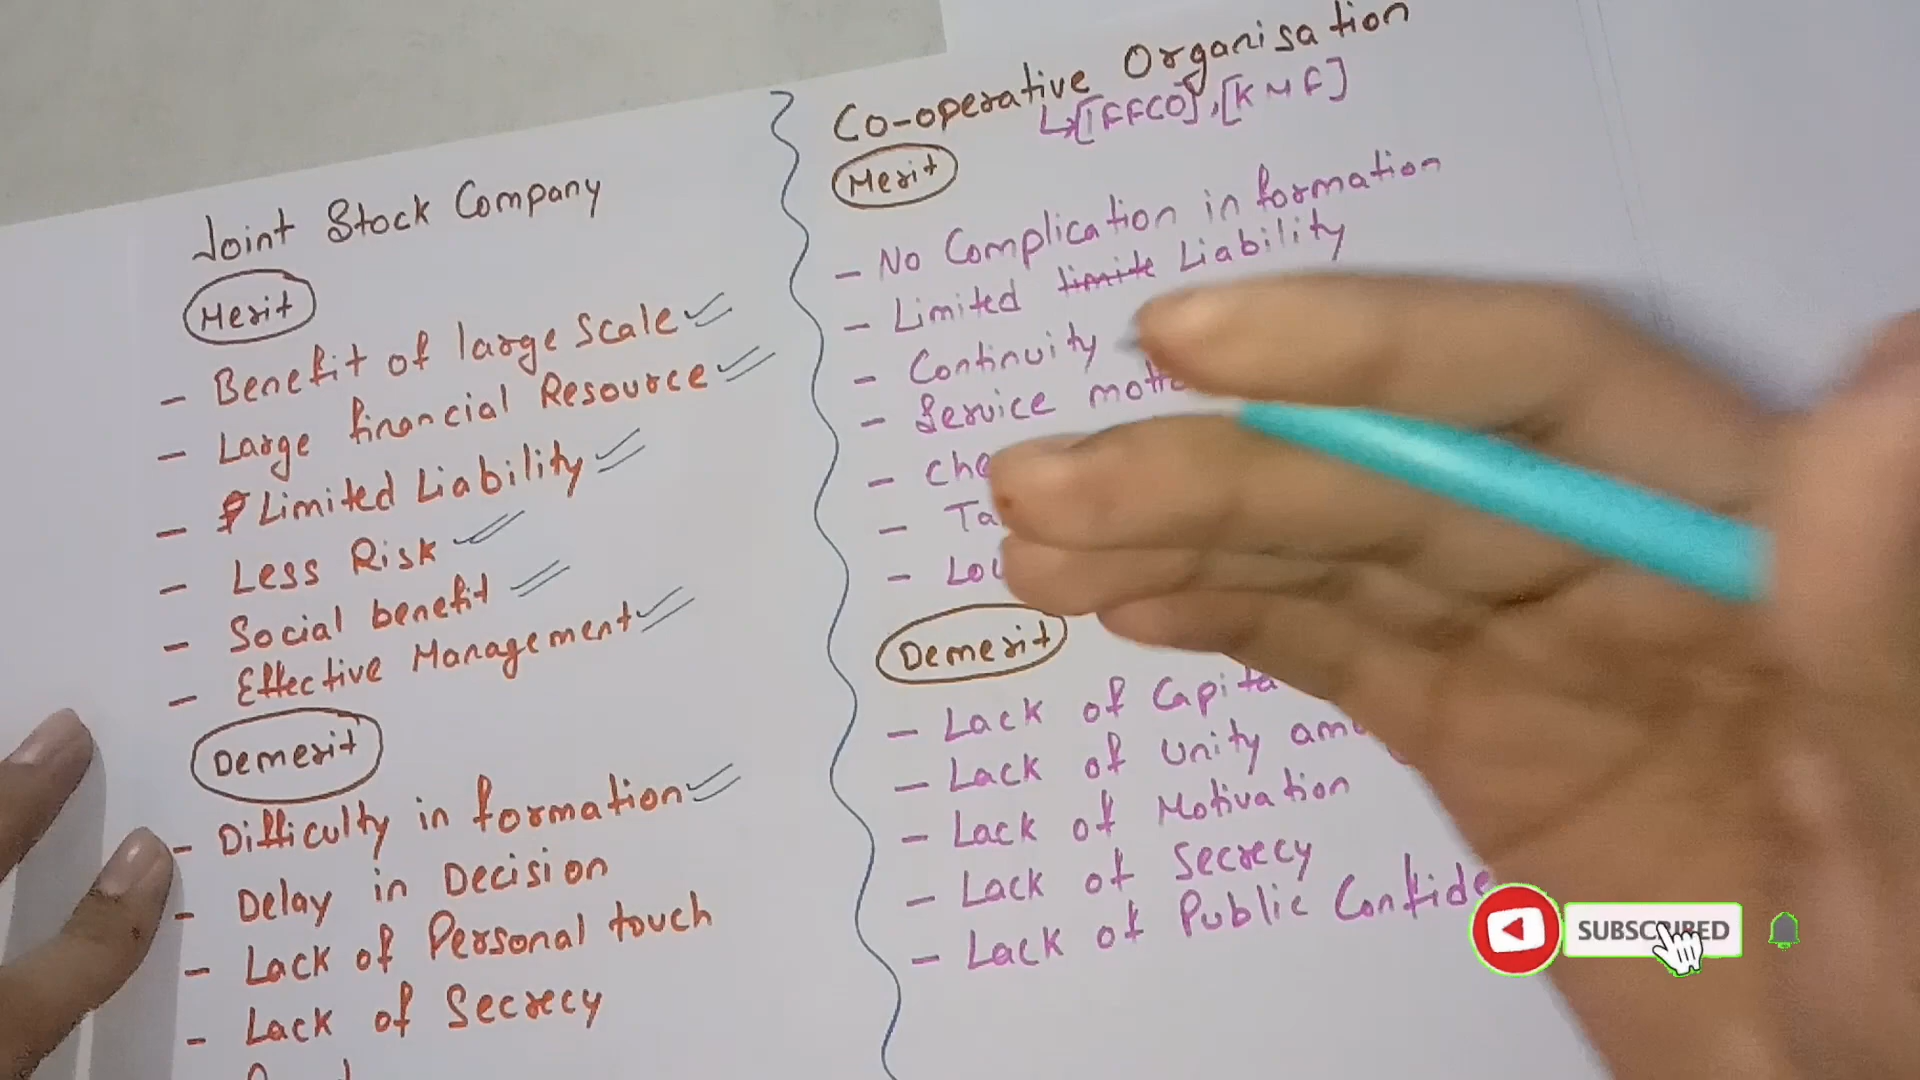 Joint Stock Company
Merit
- Benefit of large Scale
- Large financial Resource
- Limited Liability
- Less Risk
- Social benefit
- Effective Management
Demerit
- Difficulty in formation
- Delay in Decision
- Lack of Personal touch
- Lack of Secrecy
Co-operative Organisation
[IFFCO], [KMF]
Merit
- No Complication in formation
- Limited limite Liability
- Continuity
- Service
Demerit
- Lack of Capita
- Lack of unity
- Lack of Motivation
- Lack of Secrecy
- Lack of Public Confide
SUBSCRIBED